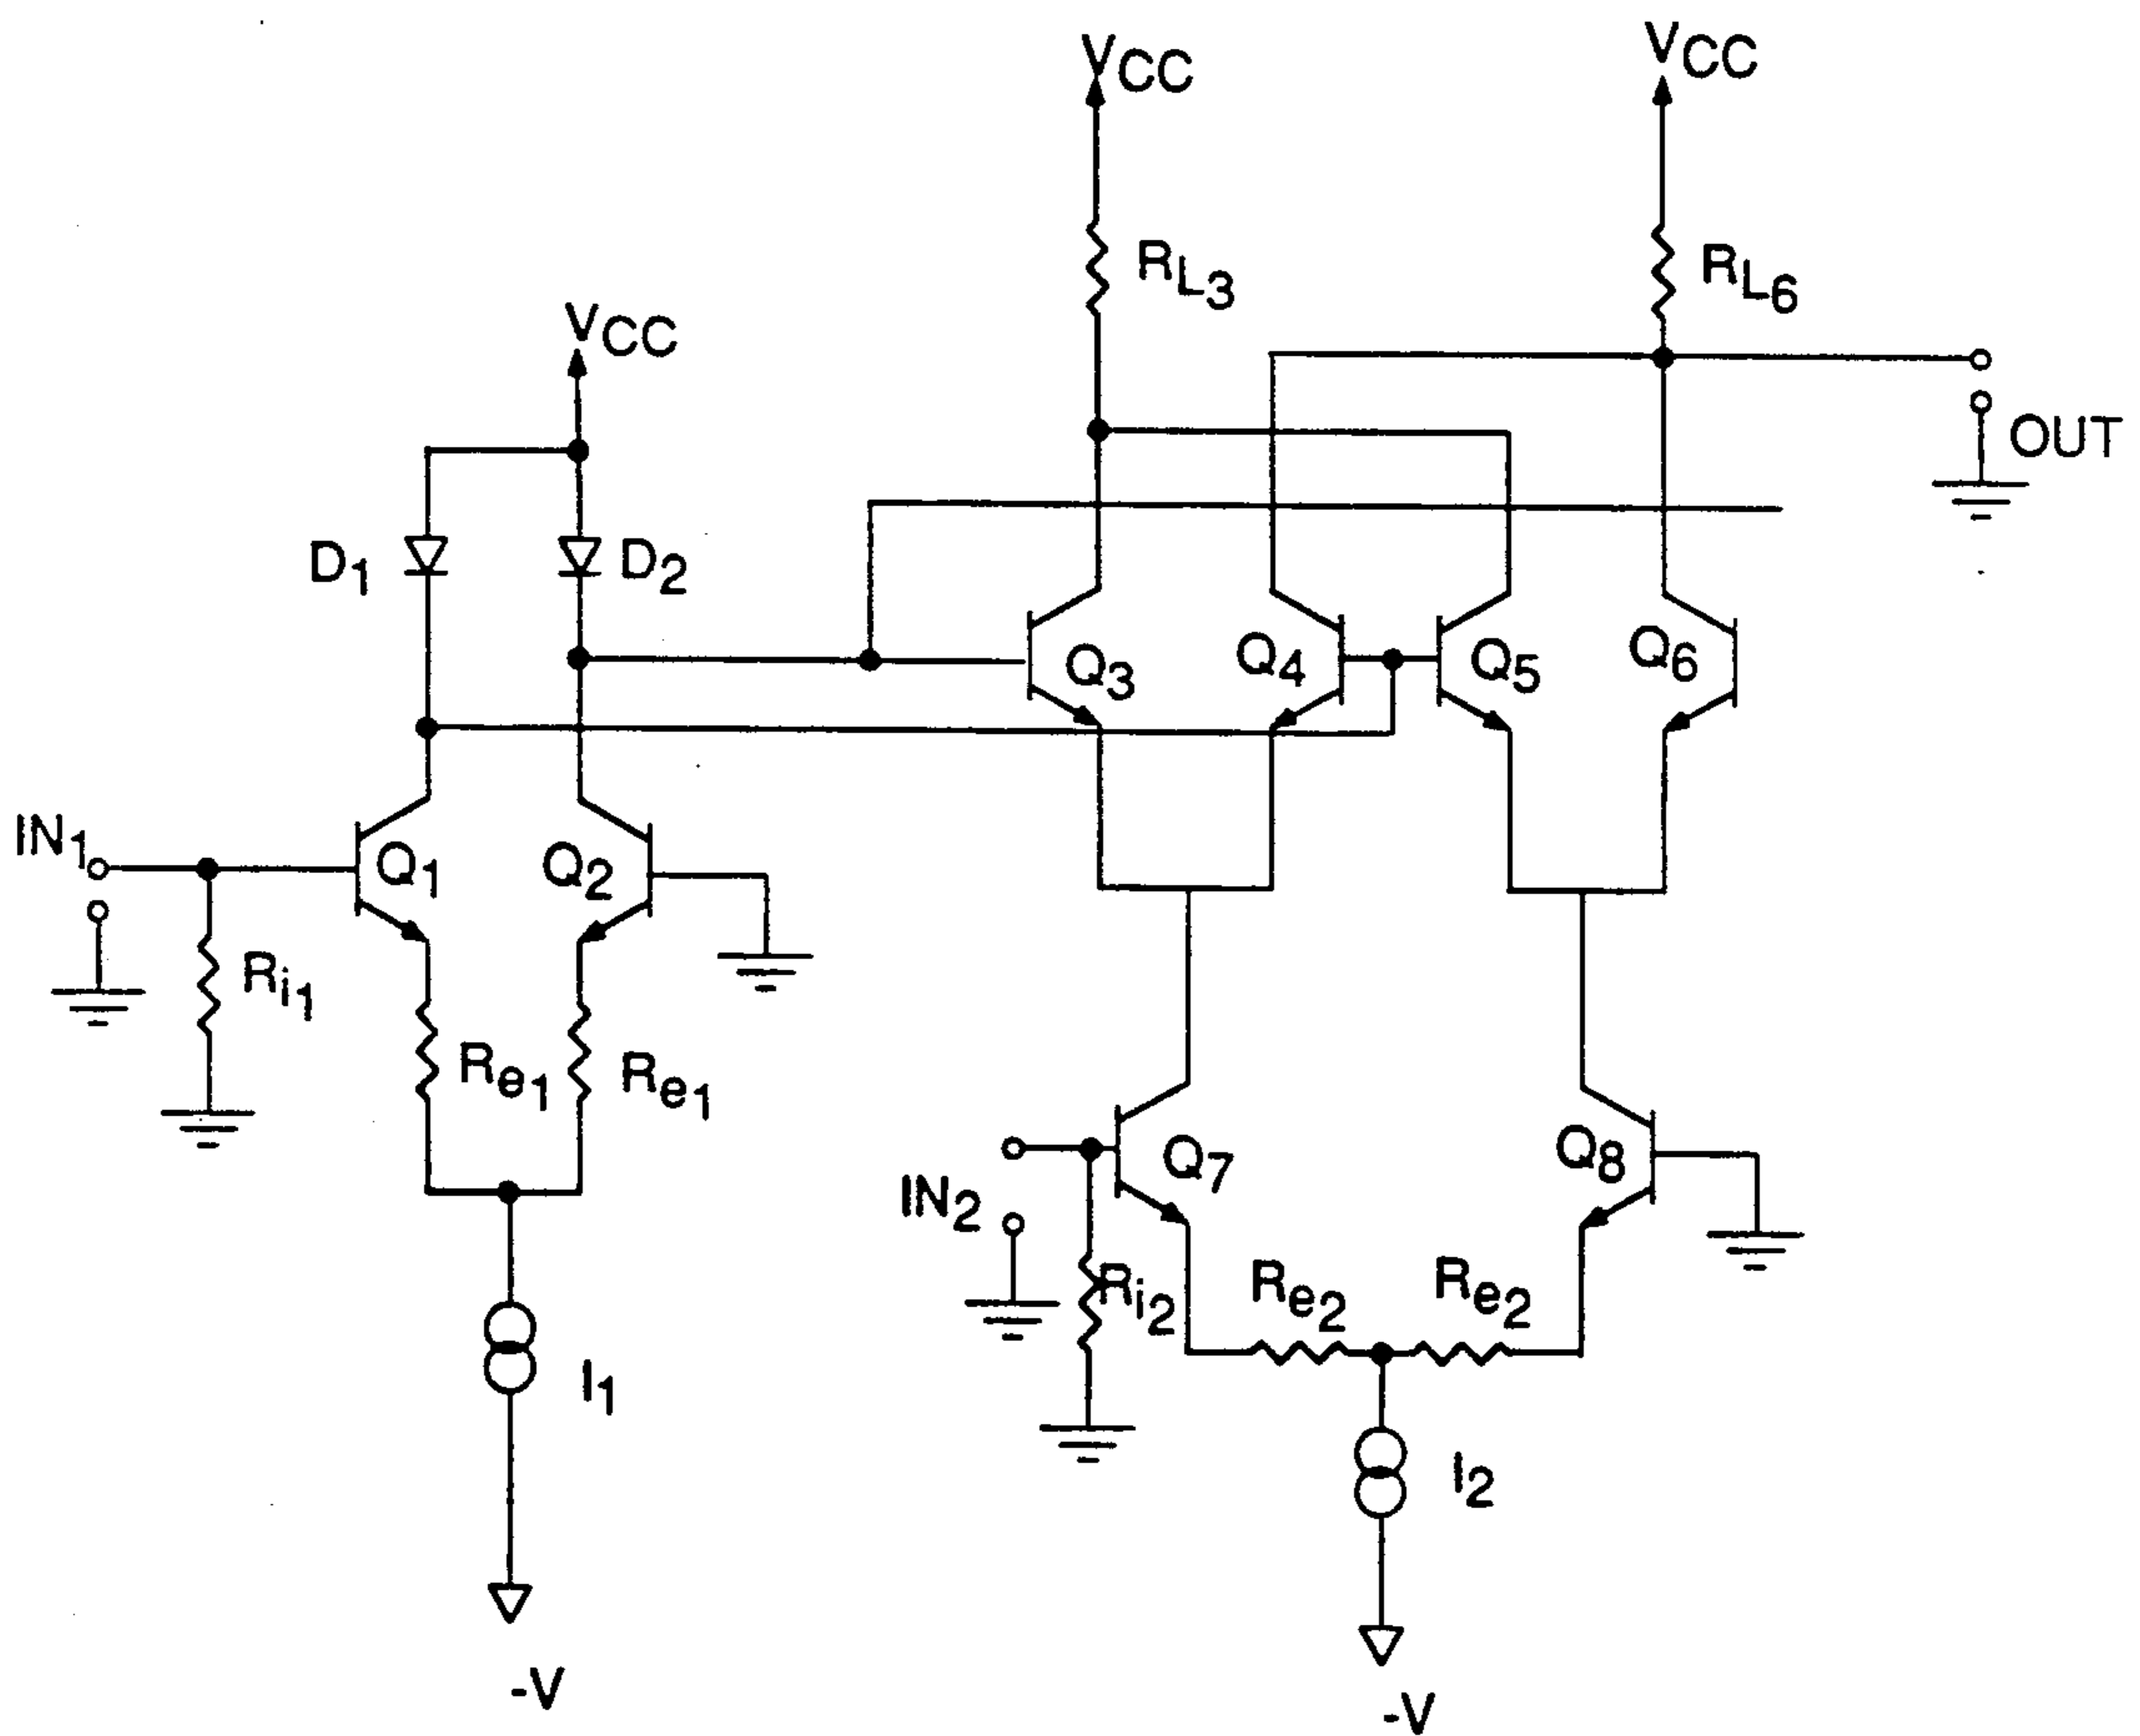 VCC
VCC
RL3
RL6
VCC
OUT
D1
D2
Q3
Q4
Q5
Q6
IN1
Q1
Q2
Ri1
Re1
Re1
Q7
Q8
IN2
Ri2
Re2
Re2
I1
I2
-V
-V